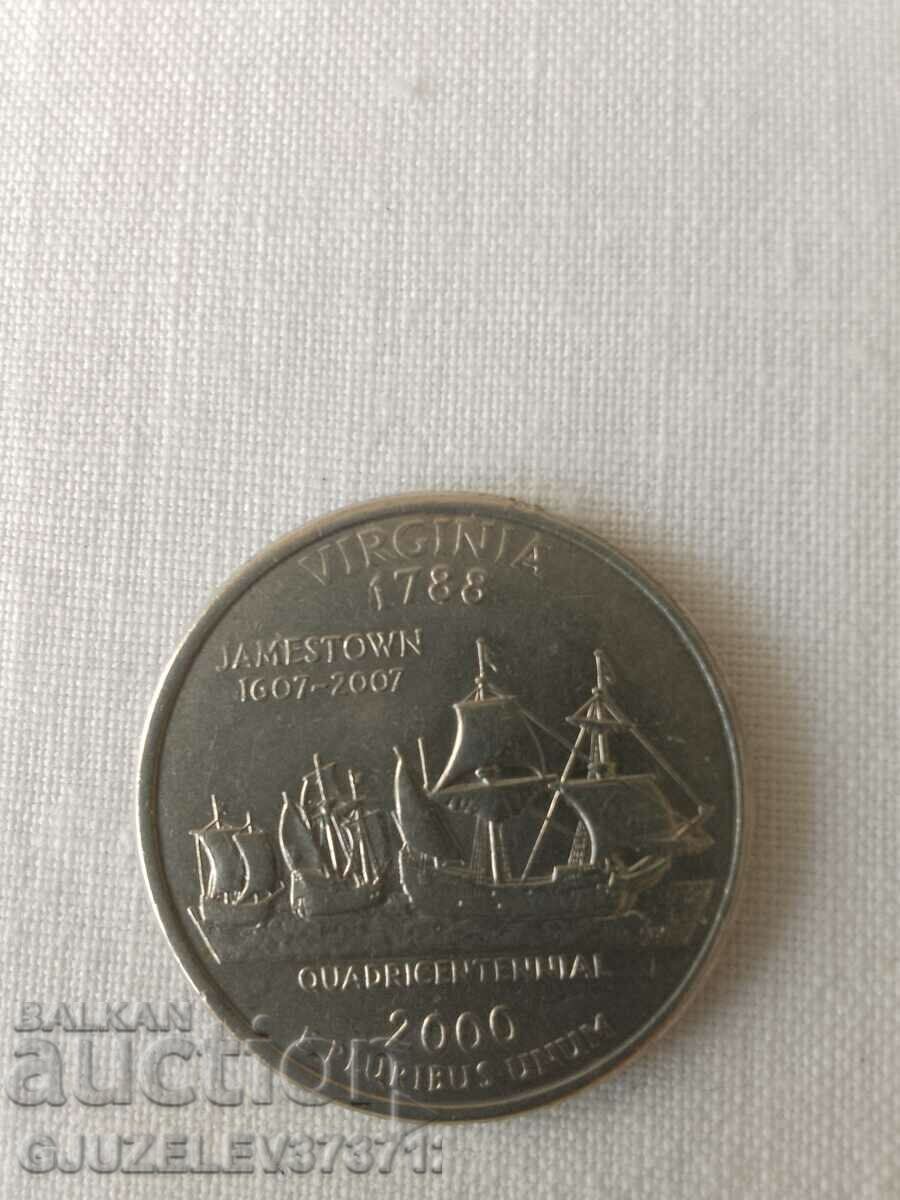 VIRGINIA
1788
JAMESTOWN
1607-2007
QUADRICENTENNIAL
2000
E PLURIBUS UNUM
BALKAN
auction
GJUZELEV37371